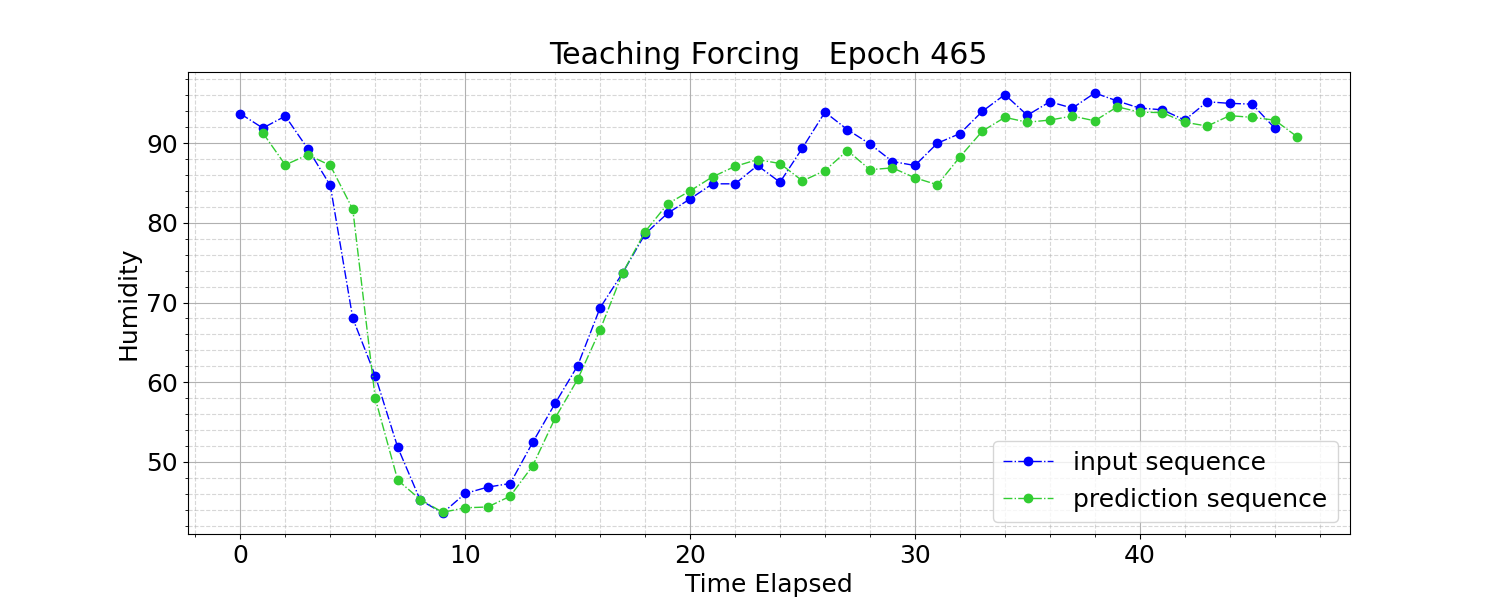 Teaching Forcing   Epoch 465
90
80
70
60
50
Humidity
input sequence
prediction sequence
0 10 20 30 40
Time Elapsed